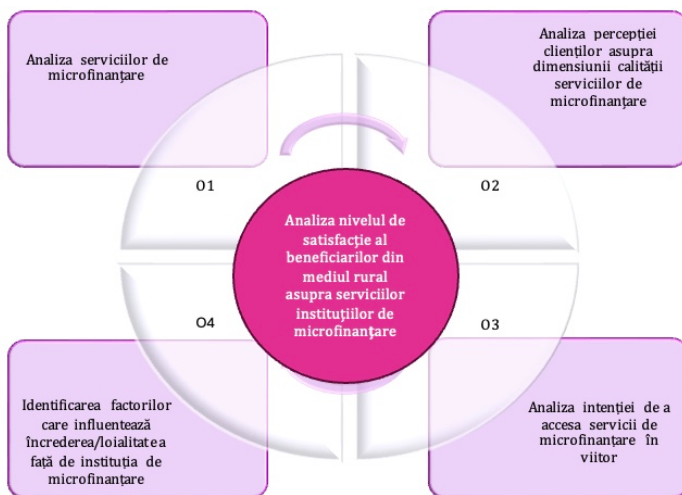 Analiza serviciilor de
microfinanțare
Analiza percepției
clienților asupra
dimensiunii calității
serviciilor de
microfinanțare
O1
O2
Analiza nivelul de
satisfacție al
beneficiarilor din
mediul rural
asupra serviciilor
instituțiilor de
microfinanțare
O4
O3
Identificarea factorilor
care influentează
încrederea/loialitatea
față de instituția de
microfinanțare
Analiza intenției de a
accesa servicii de
microfinanțare în
viitor